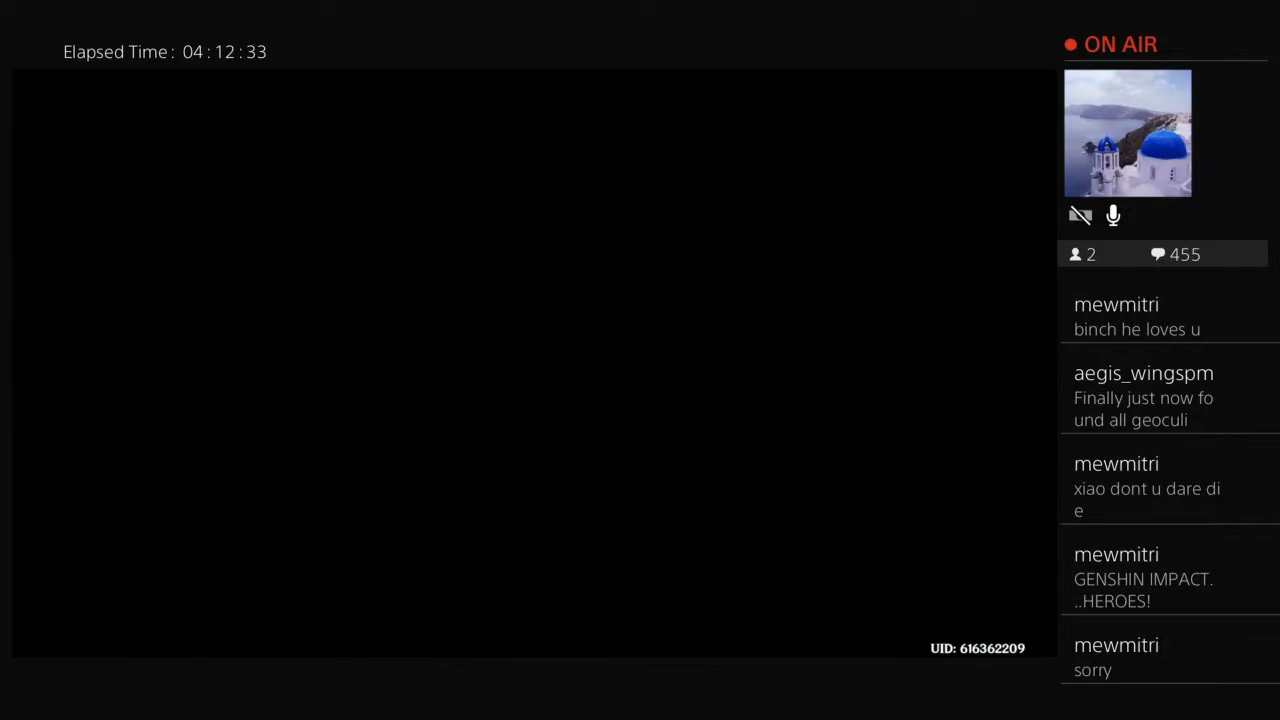 Elapsed Time: 04:12:33
ON AIR
2 455
mewmitri
binch he loves u
aegis_wingspm
Finally just now fo
und all geoculi
mewmitri
xiao dont u dare di
e
mewmitri
GENSHIN IMPACT.
..HEROES!
mewmitri
sorry
UID: 616362209